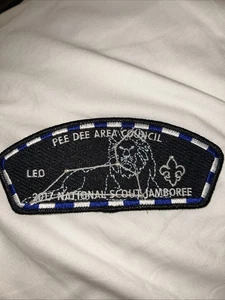 PEE DEE AREA COUNCIL
LEO
2017 NATIONAL SCOUT JAMBOREE